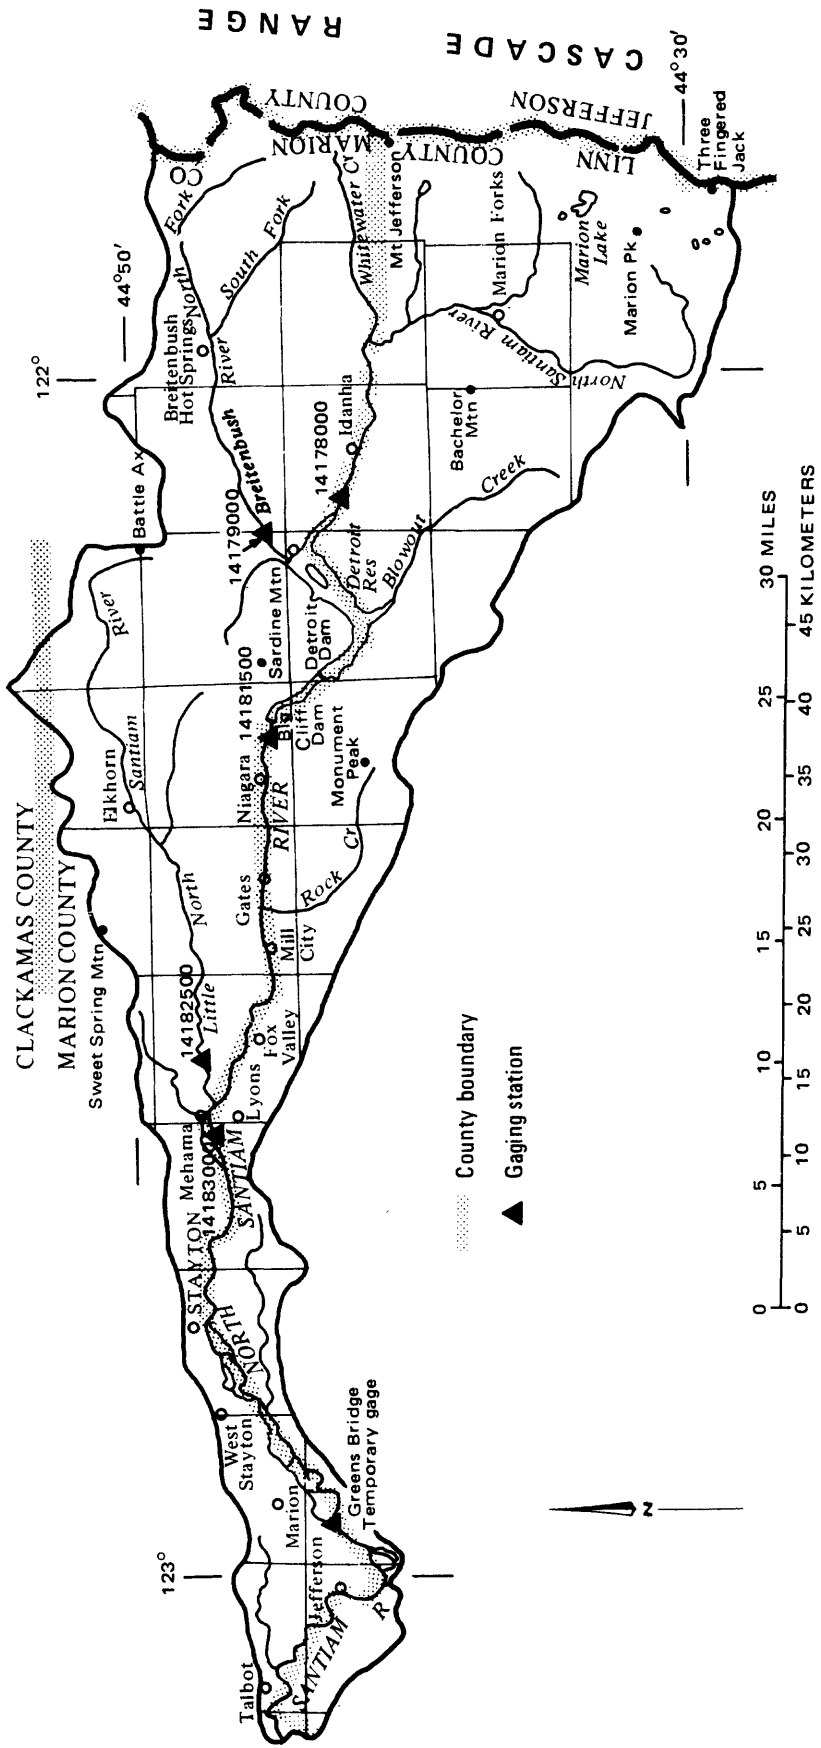 CASCADE
RANGE
44° 30'
44° 50'
122°
123°
Three
Fingered
Jack
JEFFERSON
COUNTY
LINN
COUNTY
MARION
CO
Mt Jefferson
Whitewater
Marion Forks
Marion
Lake
Marion Pk
North Santiam River
Bachelor
Mtn
North Fork
South Fork
Breitenbush
Hot Springs
Breitenbush River
14179000
14178000
Idanha
Blowout Creek
Detroit
Res
Detroit
Dam
Sardine Mtn
Battle Ax
14181500
Big
Cliff
Dam
Monument
Peak
Niagara
Elkhorn
Little North Santiam River
CLACKAMAS COUNTY
MARION COUNTY
Sweet Spring Mtn
14182500
Gates
Rock Cr
Mill
City
Fox
Valley
Lyons
Mehama
14183000
STAYTON
NORTH SANTIAM RIVER
West
Stayton
Marion
Greens Bridge
Temporary gage
Jefferson
SANTIAM R
Talbot
County boundary
Gaging station
0 5 10 15 20 25 30 MILES
0 5 10 15 20 25 30 35 40 45 KILOMETERS
N